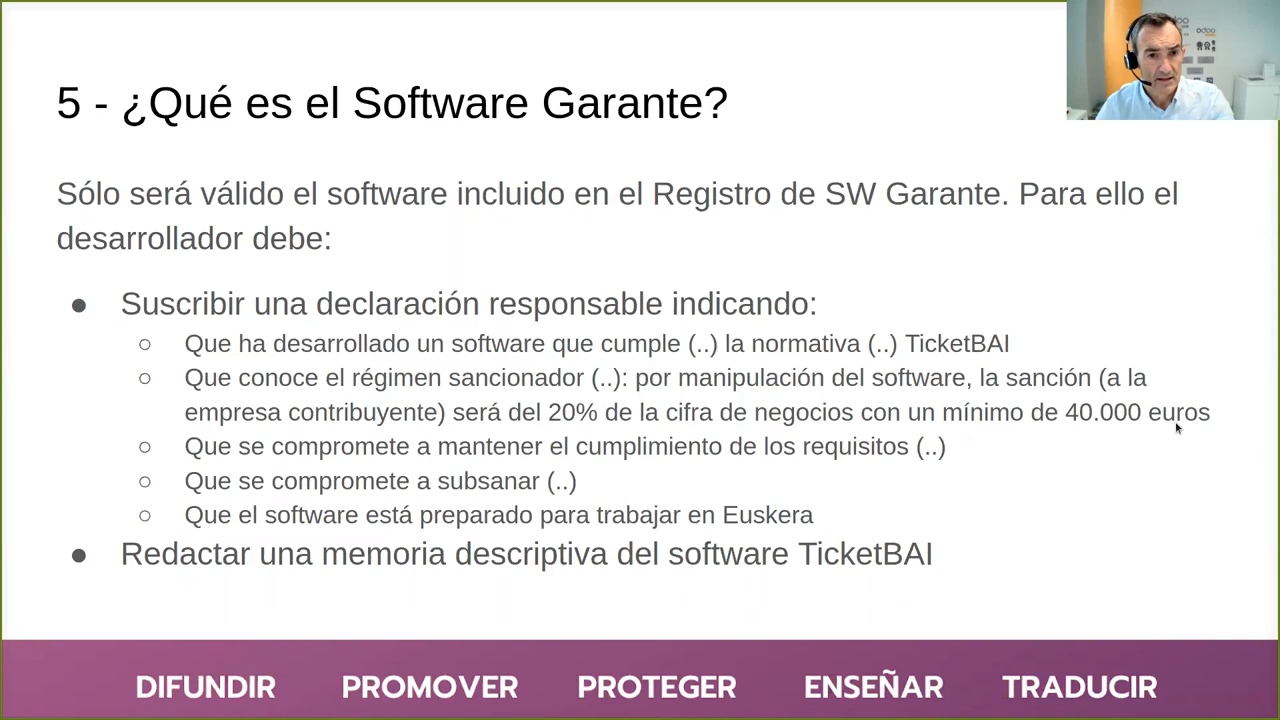 5 - ¿Qué es el Software Garante?
Sólo será válido el software incluido en el Registro de SW Garante. Para ello el
desarrollador debe:
● Suscribir una declaración responsable indicando:
○ Que ha desarrollado un software que cumple (..) la normativa (..) TicketBAI
○ Que conoce el régimen sancionador (..): por manipulación del software, la sanción (a la
empresa contribuyente) será del 20% de la cifra de negocios con un mínimo de 40.000 euros
○ Que se compromete a mantener el cumplimiento de los requisitos (..)
○ Que se compromete a subsanar (..)
○ Que el software está preparado para trabajar en Euskera
● Redactar una memoria descriptiva del software TicketBAI
DIFUNDIR PROMOVER PROTEGER ENSEÑAR TRADUCIR
odoo